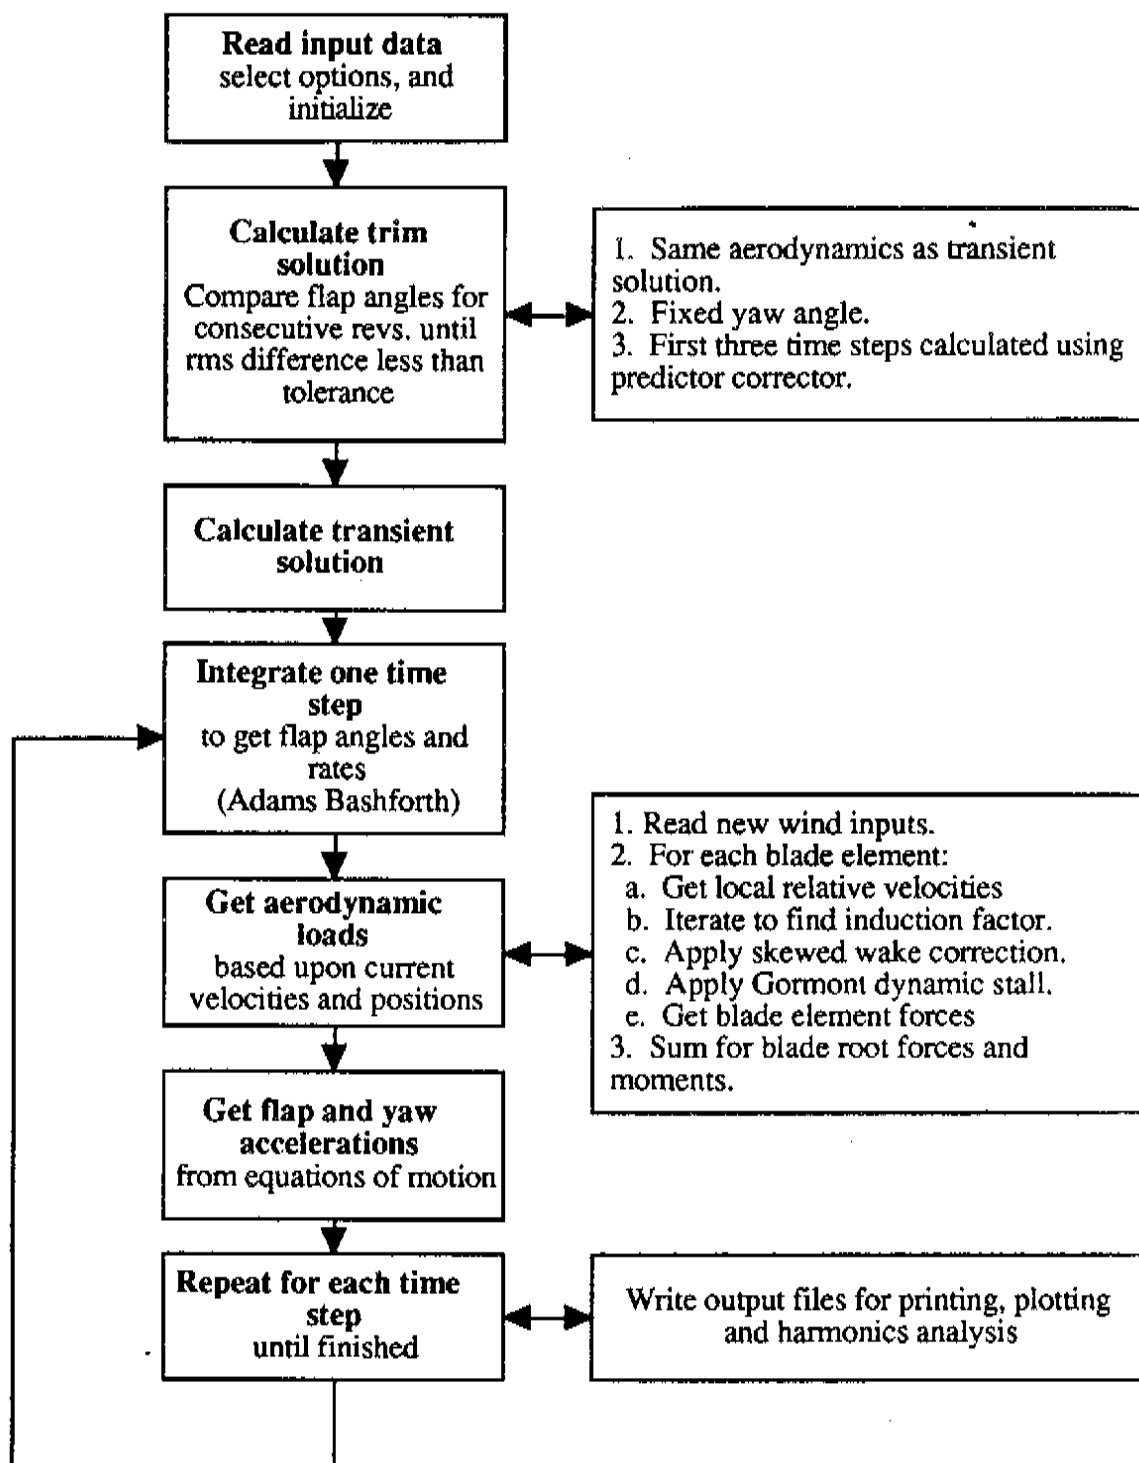 Read input data
select options, and
initialize
Calculate trim
solution
Compare flap angles for
consecutive revs. until
rms difference less than
tolerance
1. Same aerodynamics as transient
solution.
2. Fixed yaw angle.
3. First three time steps calculated using
predictor corrector.
Calculate transient
solution
Integrate one time
step
to get flap angles and
rates
(Adams Bashforth)
Get aerodynamic
loads
based upon current
velocities and positions
1. Read new wind inputs.
2. For each blade element:
a. Get local relative velocities
b. Iterate to find induction factor.
c. Apply skewed wake correction.
d. Apply Gormont dynamic stall.
e. Get blade element forces
3. Sum for blade root forces and
moments.
Get flap and yaw
accelerations
from equations of motion
Repeat for each time
step
until finished
Write output files for printing, plotting
and harmonics analysis